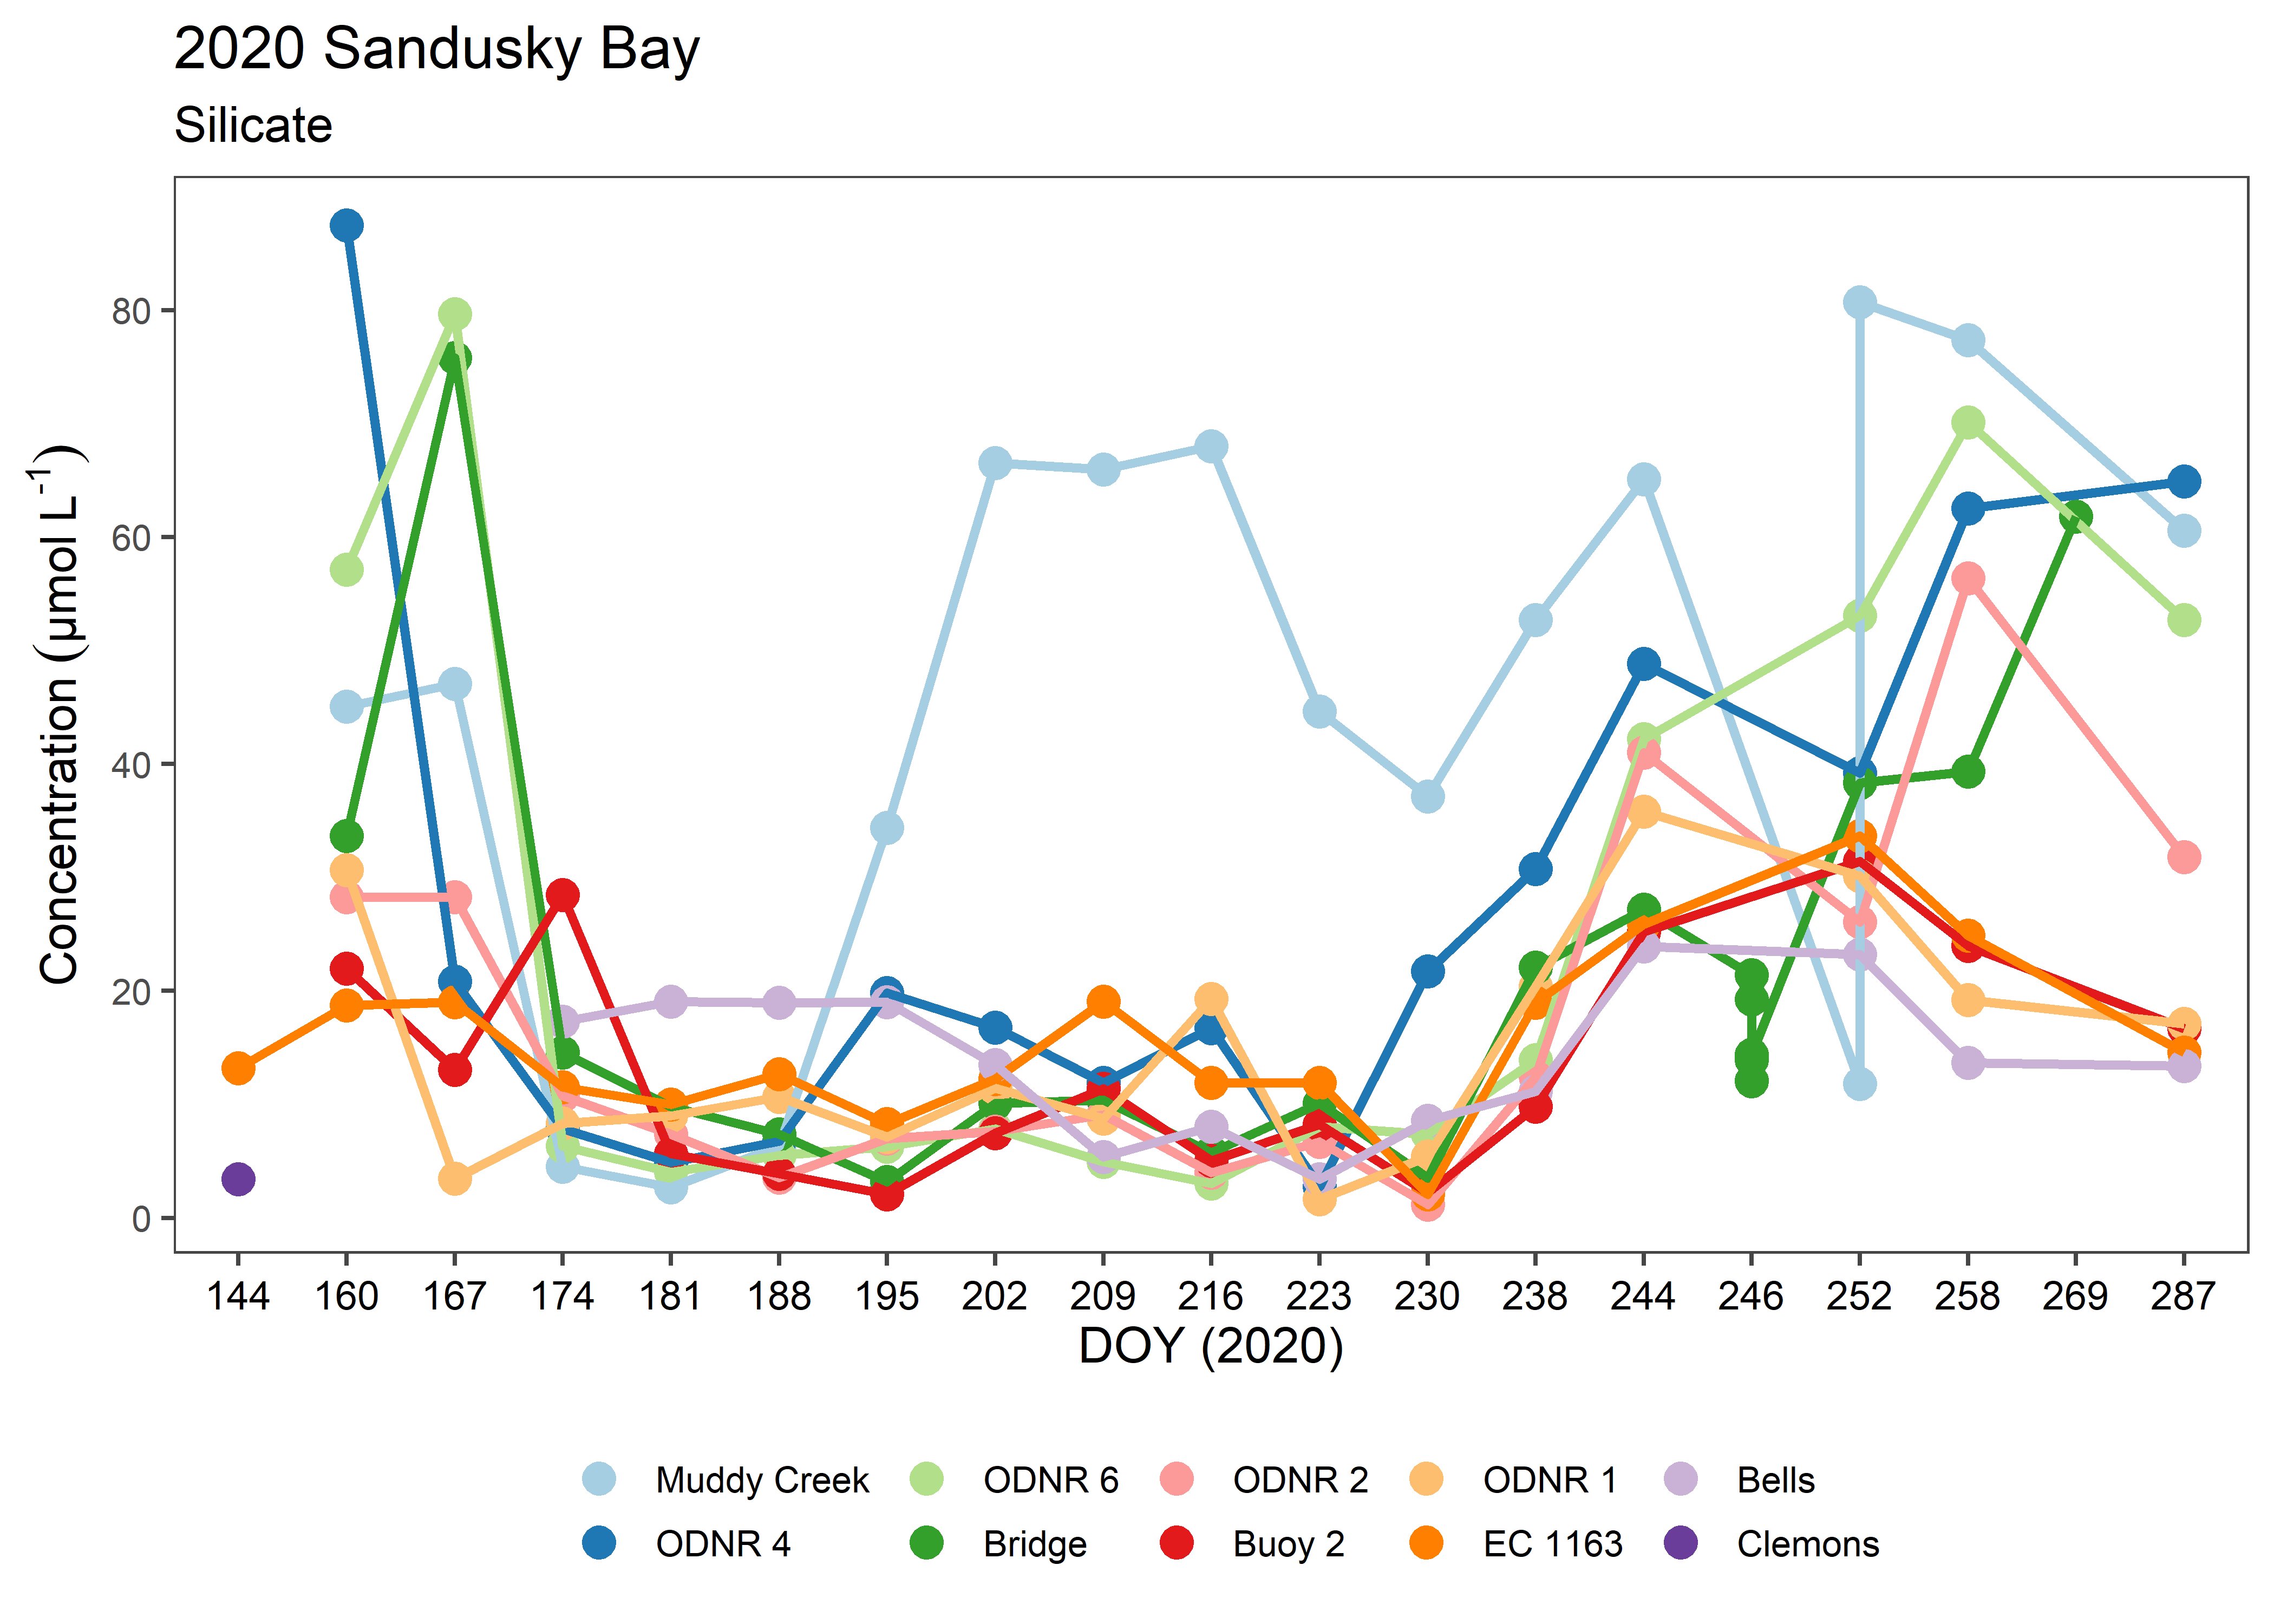 2020 Sandusky Bay
Silicate
Concentration (µmol L⁻¹)
80
60
40
20
0
144 160 167 174 181 188 195 202 209 216 223 230 238 244 246 252 258 269 287
DOY (2020)
Muddy Creek ODNR 6 ODNR 2 ODNR 1 Bells
ODNR 4 Bridge Buoy 2 EC 1163 Clemons